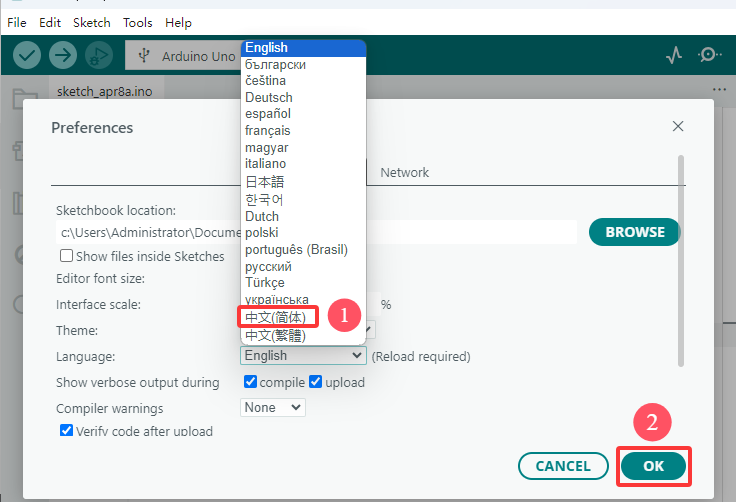 File Edit Sketch Tools Help
Arduino Uno
sketch_apr8a.ino
Preferences
Network
English
български
čeština
Deutsch
español
français
magyar
italiano
日本語
한국어
Dutch
polski
português (Brasil)
русский
Türkçe
українська
中文(简体)
中文(繁體)
1
Sketchbook location:
c:\Users\Administrator\Docume
BROWSE
Show files inside Sketches
Editor font size:
Interface scale:
%
Theme:
Language: English (Reload required)
Show verbose output during compile upload
Compiler warnings None
Verify code after upload
2
CANCEL OK